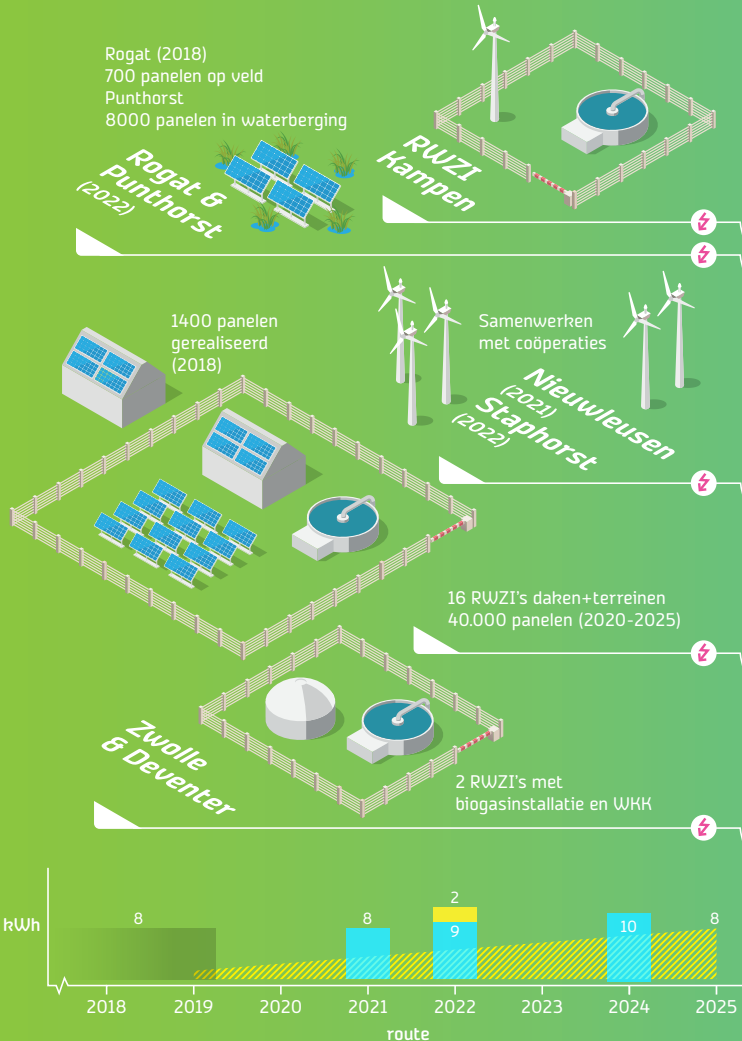 Rogat (2018)
700 panelen op veld
Punthorst
8000 panelen in waterberging
Rogat &
Punthorst
(2022)
RWZI
Kampen
1400 panelen
gerealiseerd
(2018)
Samenwerken
met coöperaties
Nieuwleusen
(2021)
Staphorst
(2022)
16 RWZI's daken+terreinen
40.000 panelen (2020-2025)
Zwolle
& Deventer
2 RWZI's met
biogasinstallatie en WKK
kWh
8
8
2
9
10
8
2018 2019 2020 2021 2022 2023 2024 2025
route